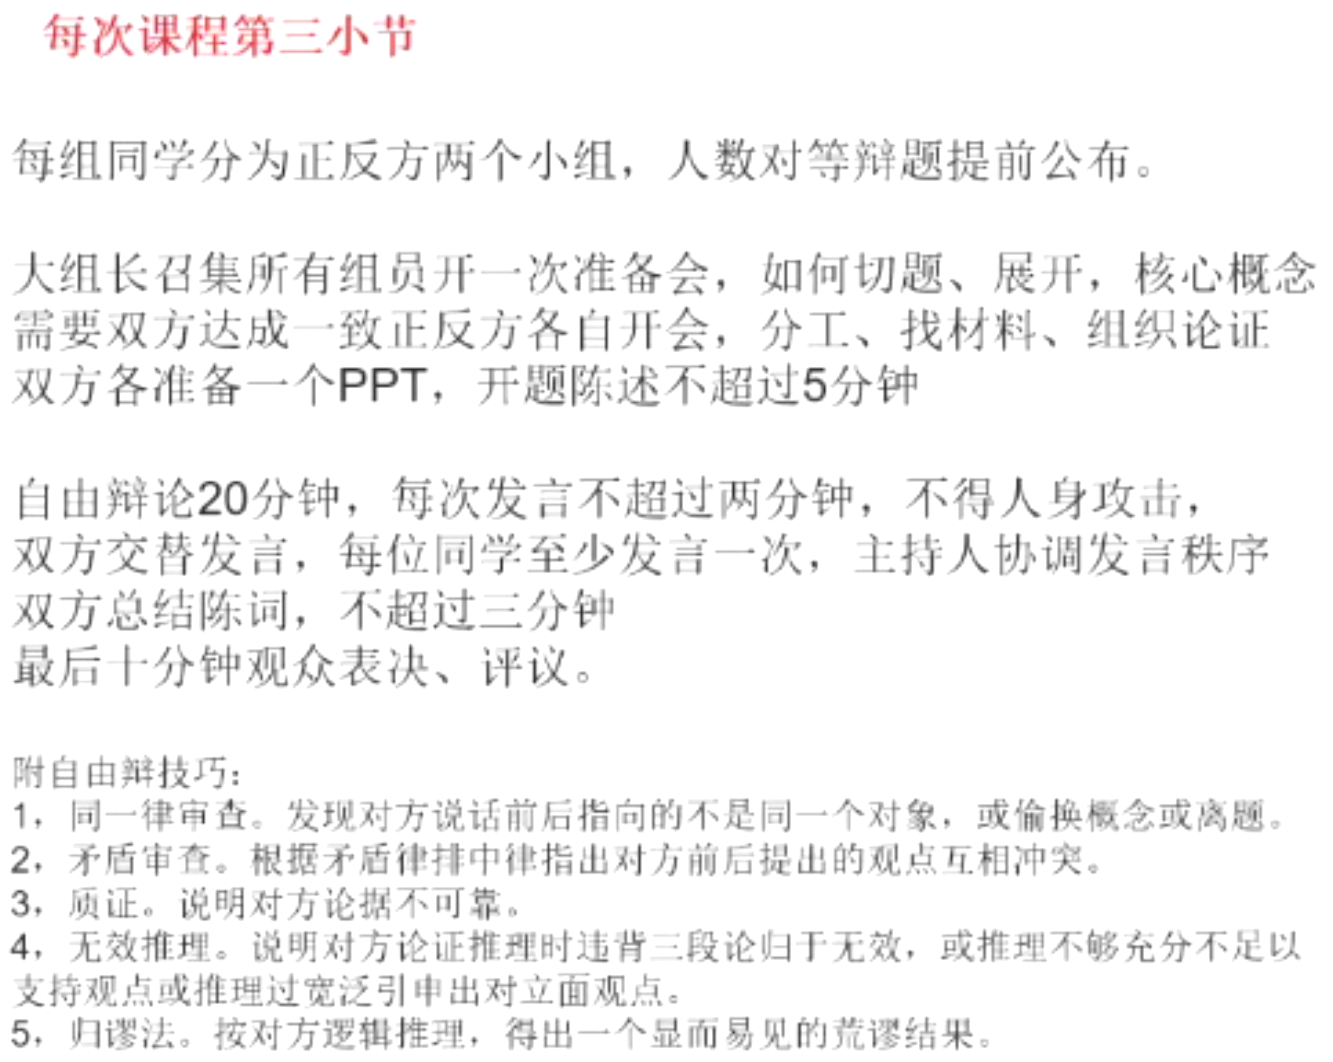 每次课程第三小节
每组同学分为正反方两个小组，人数对等辩题提前公布。
大组长召集所有组员开一次准备会，如何切题、展开，核心概念
需要双方达成一致正反方各自开会，分工、找材料、组织论证
双方各准备一个PPT，开题陈述不超过5分钟
自由辩论20分钟，每次发言不超过两分钟，不得人身攻击，
双方交替发言，每位同学至少发言一次，主持人协调发言秩序
双方总结陈词，不超过三分钟
最后十分钟观众表决、评议。
附自由辩技巧：
1，同一律审查。发现对方说话前后指向的不是同一个对象，或偷换概念或离题。
2，矛盾审查。根据矛盾律排中律指出对方前后提出的观点互相冲突。
3，质证。说明对方论据不可靠。
4，无效推理。说明对方论证推理时违背三段论归于无效，或推理不够充分不足以
支持观点或推理过宽泛引申出对立面观点。
5，归谬法。按对方逻辑推理，得出一个显而易见的荒谬结果。